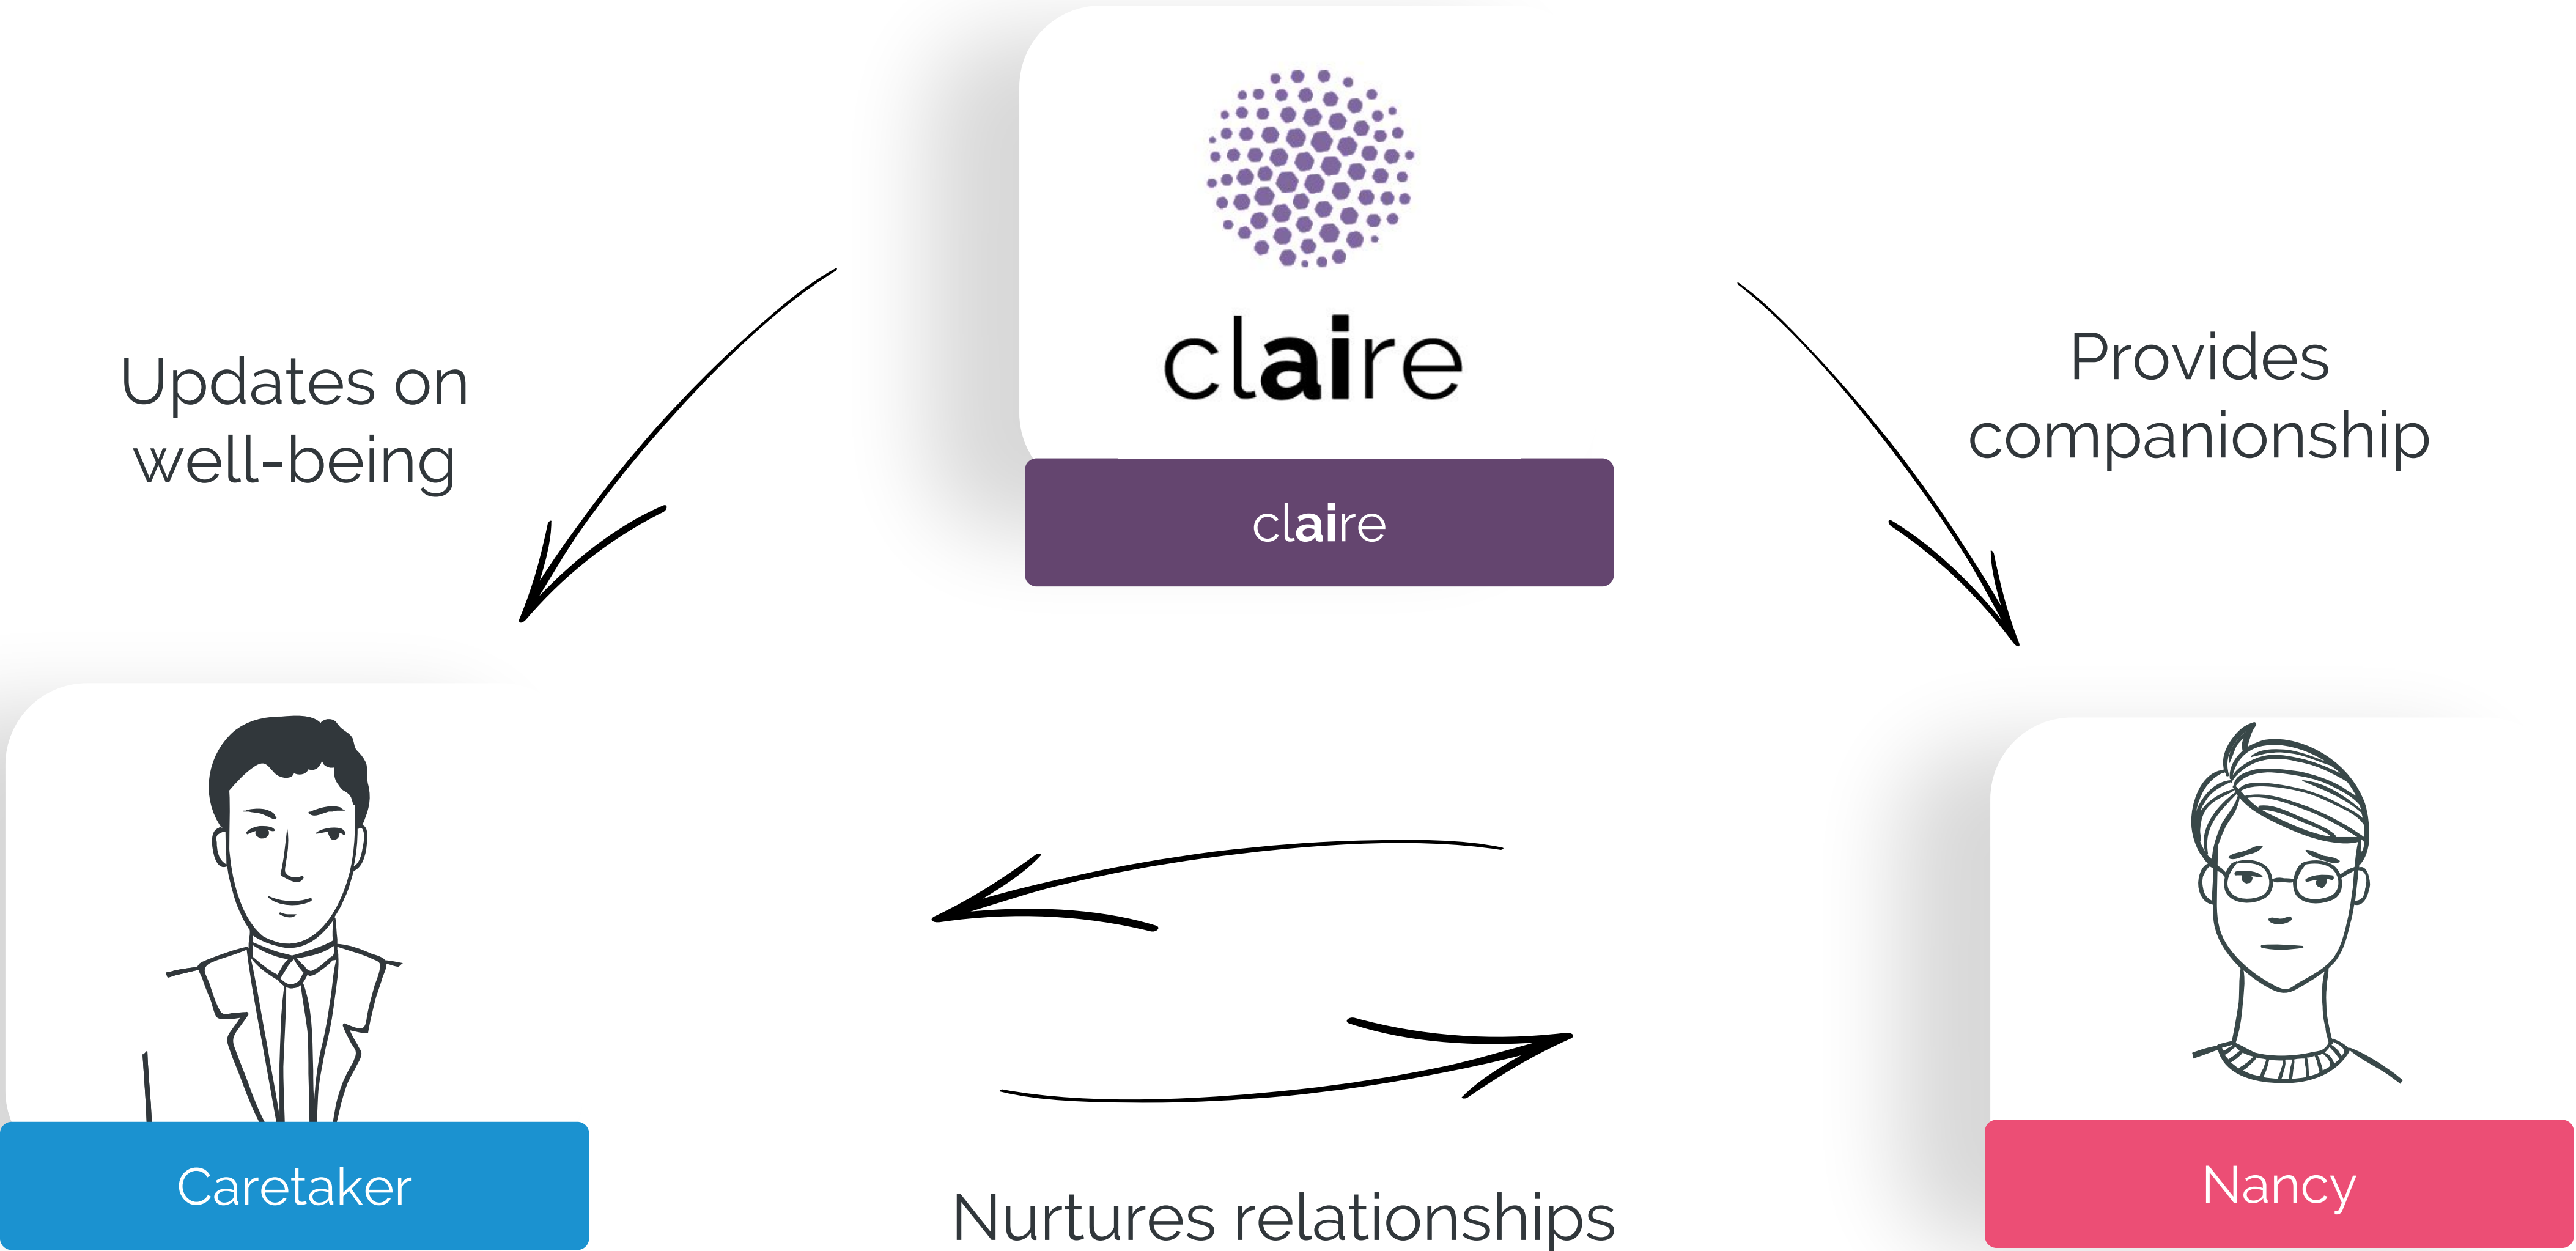 claire
claire
Updates on
well-being
Provides
companionship
Caretaker
Nancy
Nurtures relationships